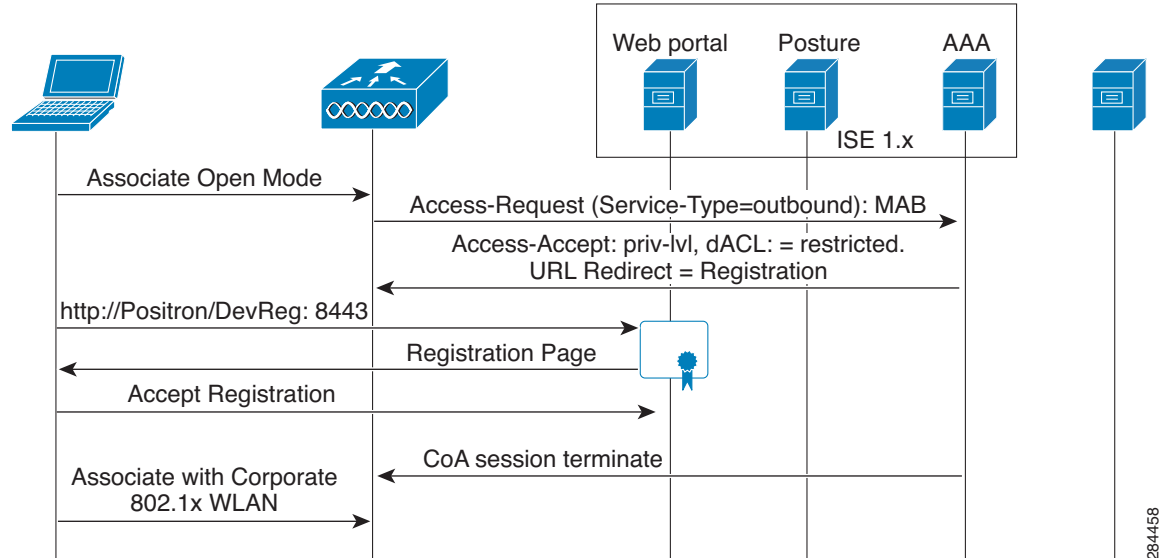 Web portal
Posture
AAA
ISE 1.x
Associate Open Mode
Access-Request (Service-Type=outbound): MAB
Access-Accept: priv-lvl, dACL: = restricted.
URL Redirect = Registration
http://Positron/DevReg: 8443
Registration Page
Accept Registration
CoA session terminate
Associate with Corporate
802.1x WLAN
284458